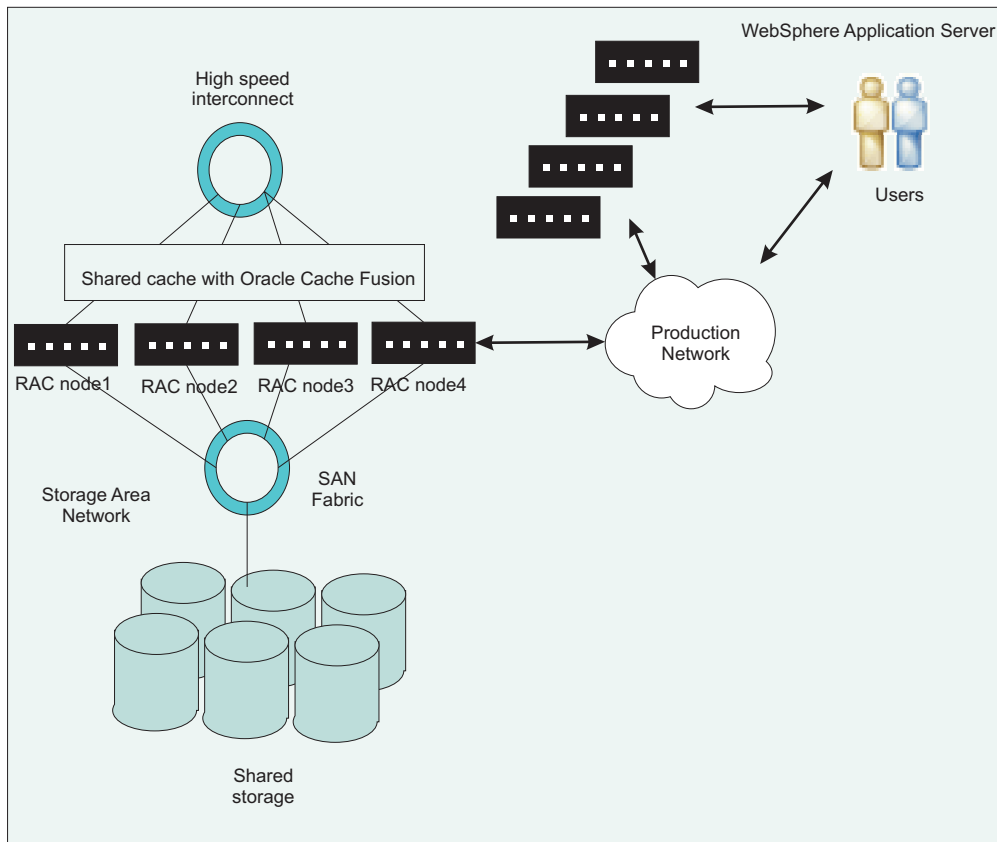 WebSphere Application Server
High speed
interconnect
Users
Shared cache with Oracle Cache Fusion
Production
Network
RAC node1
RAC node2
RAC node3
RAC node4
Storage Area
Network
SAN
Fabric
Shared
storage